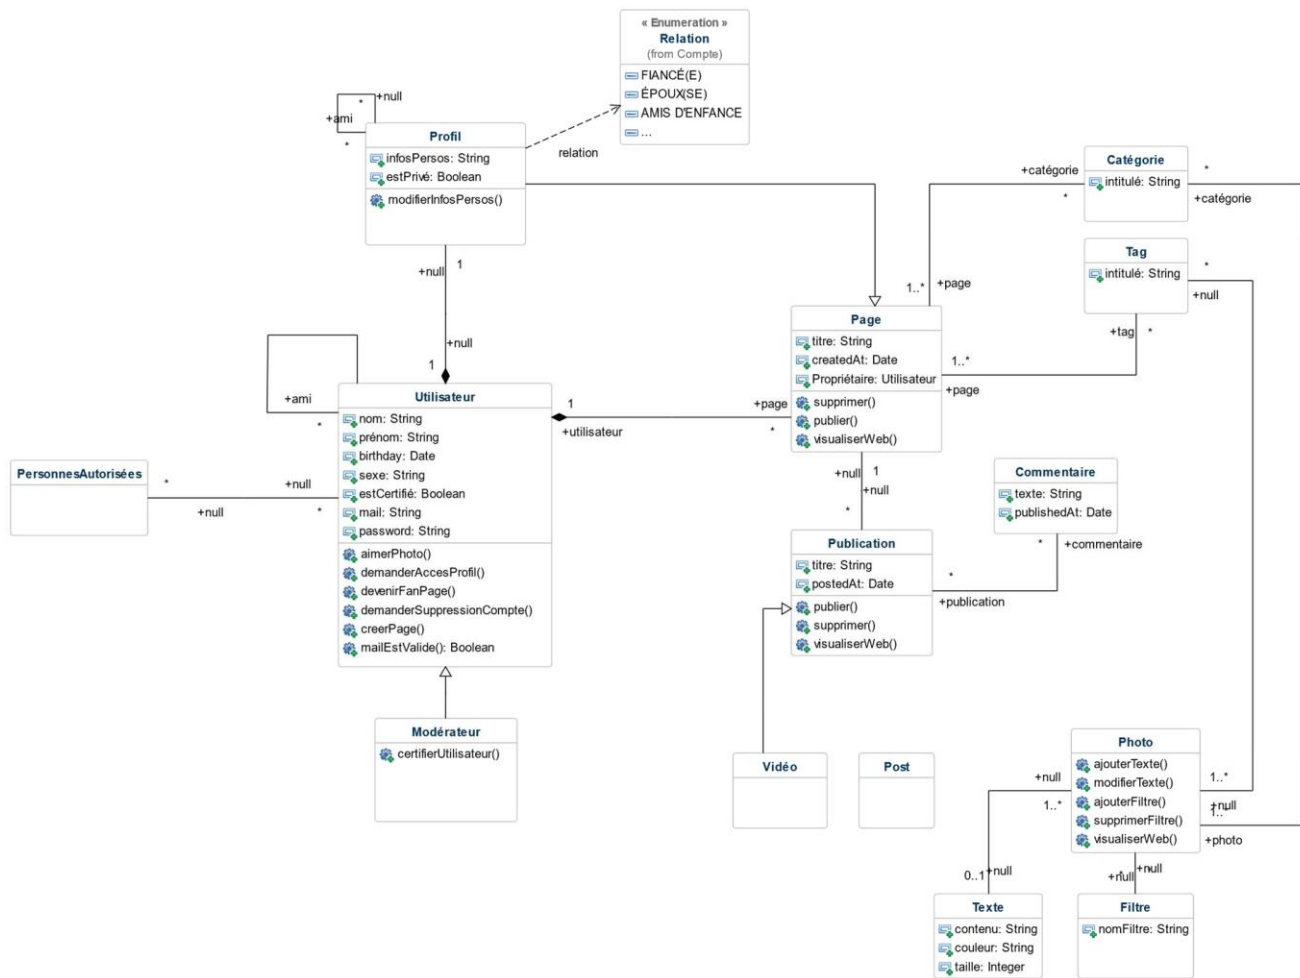 « Enumeration »
Relation
(from Compte)
FIANCÉ(E)
ÉPOUX(SE)
AMIS D'ENFANCE
...
*
+null
+ami
*
Profil
infosPersos: String
estPrivé: Boolean
modifierInfosPersos()
relation
+null
1
+null
1
Catégorie
intitulé: String
+catégorie
*
*
+catégorie
Tag
intitulé: String
*
+null
+tag
*
1..*
+page
Page
titre: String
createdAt: Date
Propriétaire: Utilisateur
supprimer()
publier()
visualiserWeb()
1..*
+page
+ami
*
Utilisateur
nom: String
prénom: String
birthday: Date
sexe: String
estCertifié: Boolean
mail: String
password: String
aimerPhoto()
demanderAccesProfil()
devenirFanPage()
demanderSuppressionCompte()
creerPage()
mailEstValide(): Boolean
1
+utilisateur
+page
*
PersonnesAutorisées
*
+null
+null
*
+null
1
+null
*
Commentaire
texte: String
publishedAt: Date
*
+commentaire
Publication
titre: String
postedAt: Date
publier()
supprimer()
visualiserWeb()
*
+publication
Modérateur
certifierUtilisateur()
Vidéo
Post
Photo
ajouterTexte()
modifierTexte()
ajouterFiltre()
supprimerFiltre()
visualiserWeb()
+null
1..*
1..*
+null
1..*
+photo
0..1
+null
+null
*
+null
Texte
contenu: String
couleur: String
taille: Integer
Filtre
nomFiltre: String